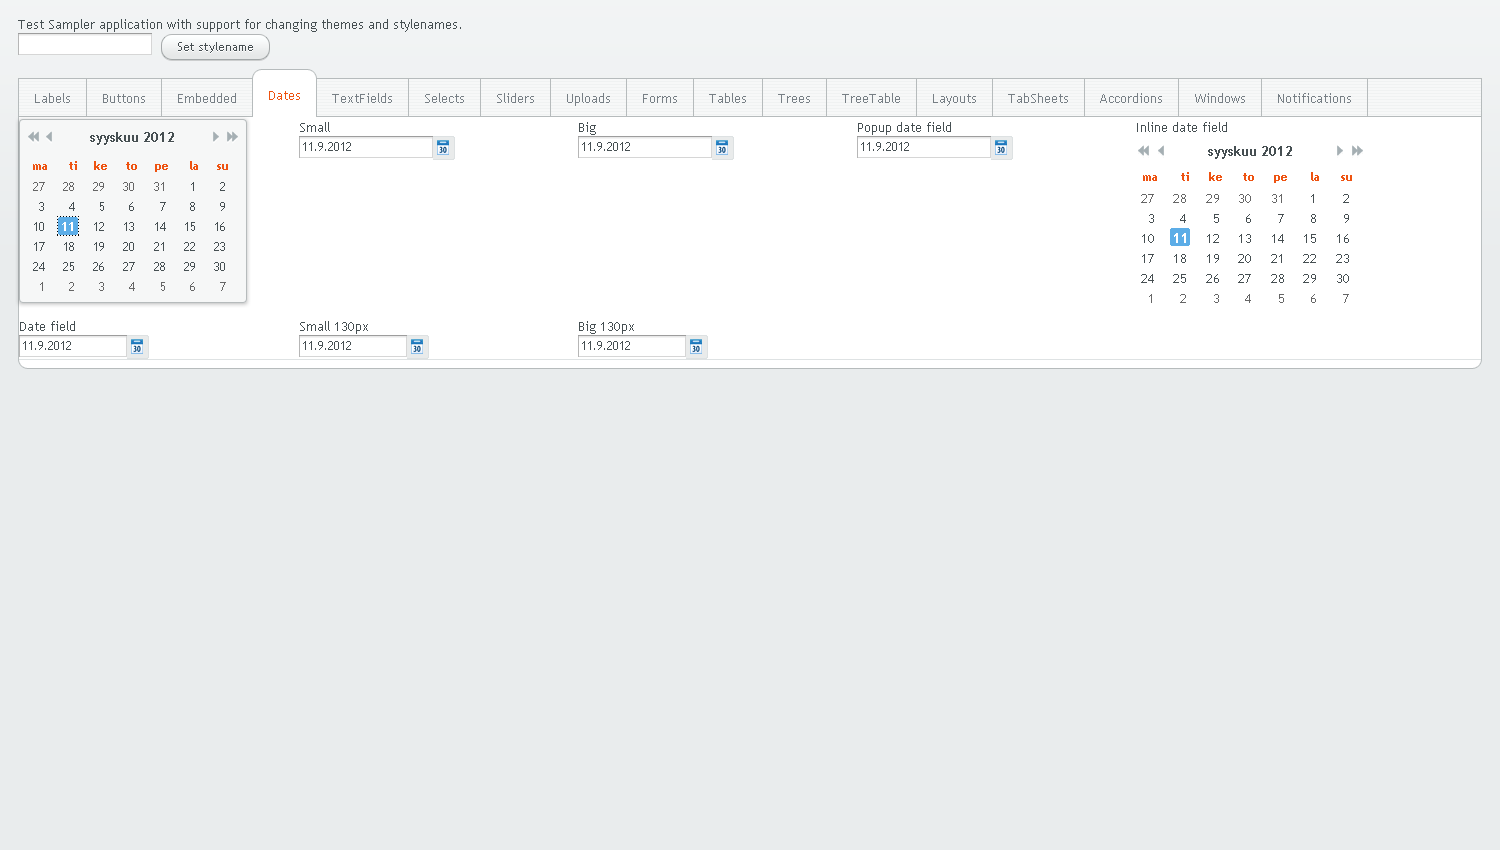 Test Sampler application with support for changing themes and stylenames.
Set stylename
Labels Buttons Embedded Dates TextFields Selects Sliders Uploads Forms Tables Trees TreeTable Layouts TabSheets Accordions Windows Notifications
syyskuu 2012
ma ti ke to pe la su
27 28 29 30 31 1 2
3 4 5 6 7 8 9
10 11 12 13 14 15 16
17 18 19 20 21 22 23
24 25 26 27 28 29 30
1 2 3 4 5 6 7
Small
11.9.2012 30
Big
11.9.2012 30
Popup date field
11.9.2012 30
Inline date field
syyskuu 2012
ma ti ke to pe la su
27 28 29 30 31 1 2
3 4 5 6 7 8 9
10 11 12 13 14 15 16
17 18 19 20 21 22 23
24 25 26 27 28 29 30
1 2 3 4 5 6 7
Date field
11.9.2012 30
Small 130px
11.9.2012 30
Big 130px
11.9.2012 30